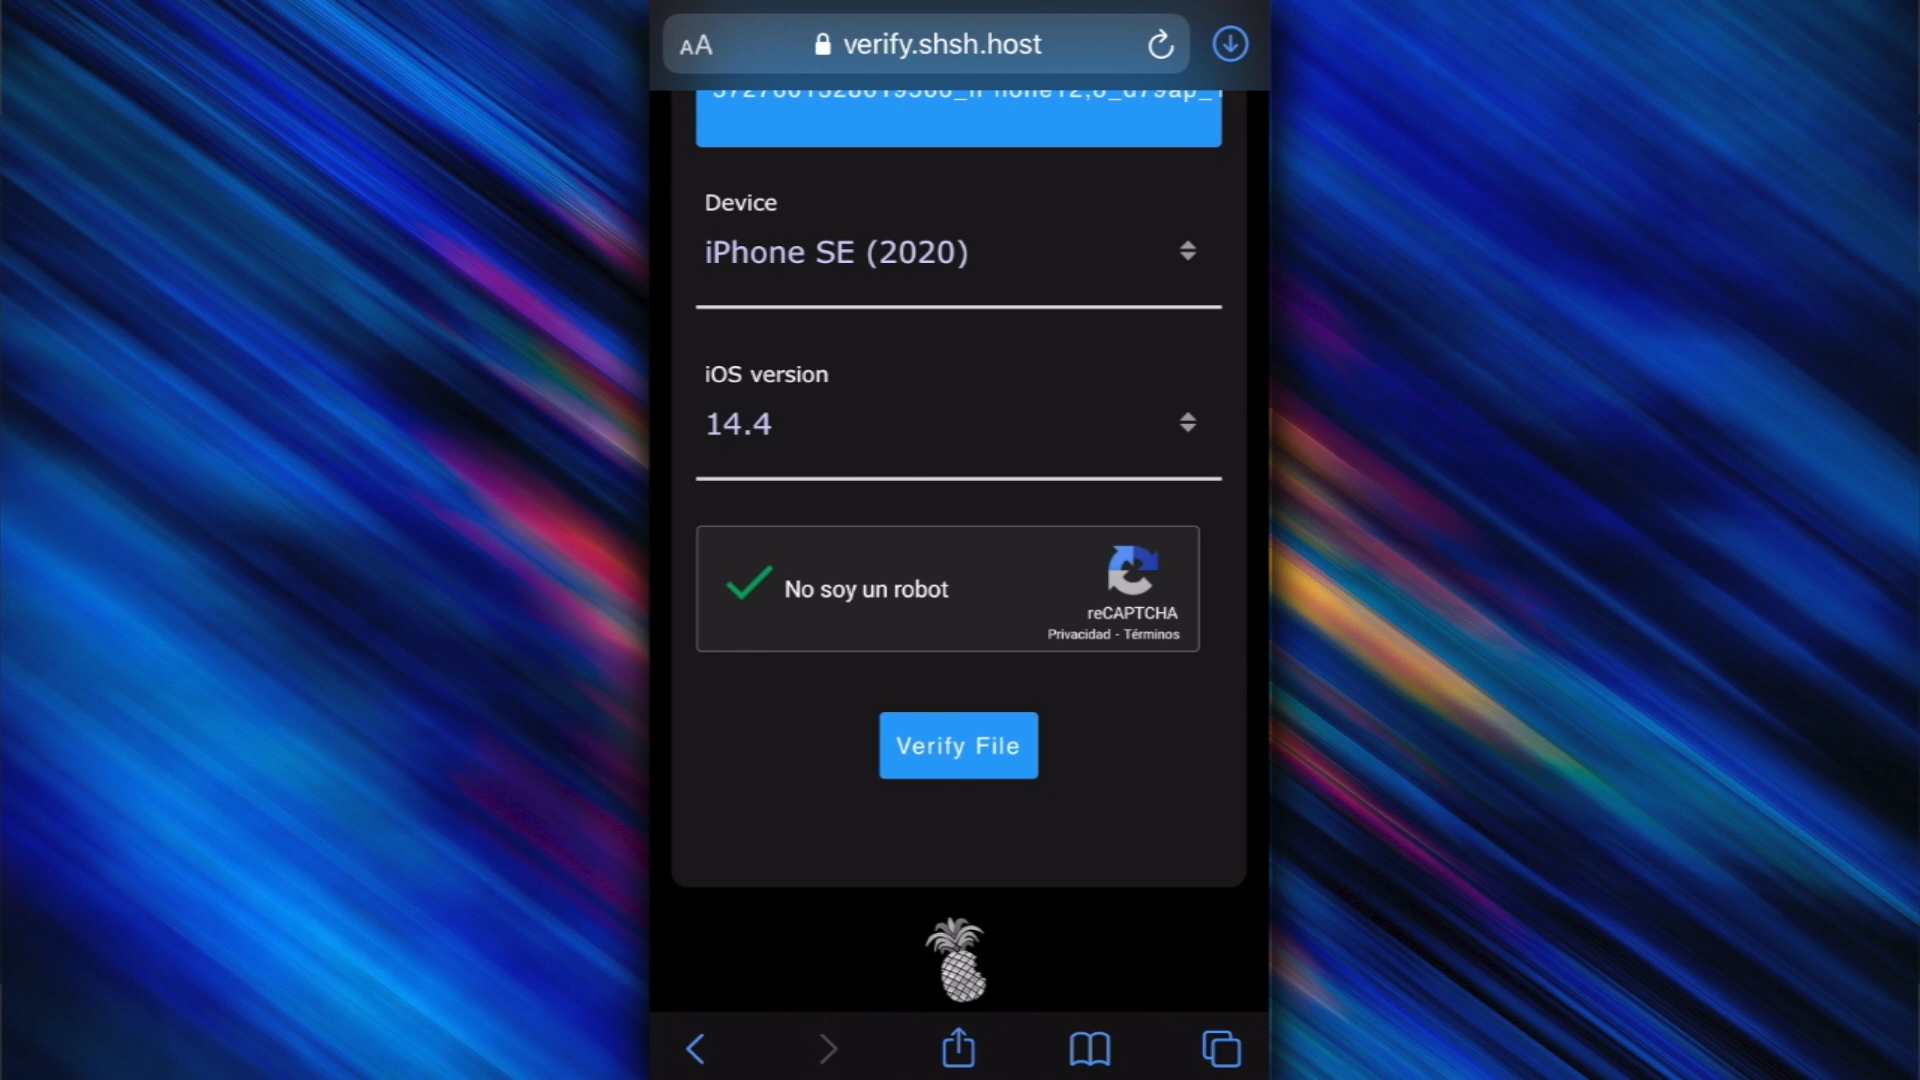 AA verify.shsh.host
Device
iPhone SE (2020)
iOS version
14.4
No soy un robot
reCAPTCHA
Privacidad - Términos
Verify File